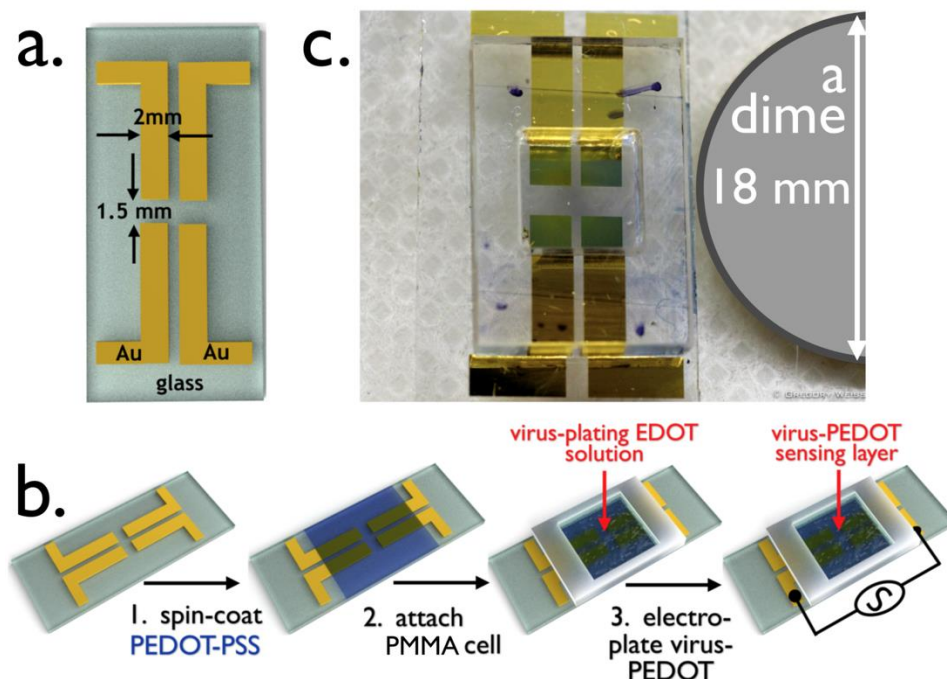 a.
2mm
1.5 mm
Au
Au
glass
c.
a
dime
18 mm
b.
virus-plating EDOT
solution
virus-PEDOT
sensing layer
1. spin-coat
PEDOT-PSS
2. attach
PMMA cell
3. electro-
plate virus-
PEDOT